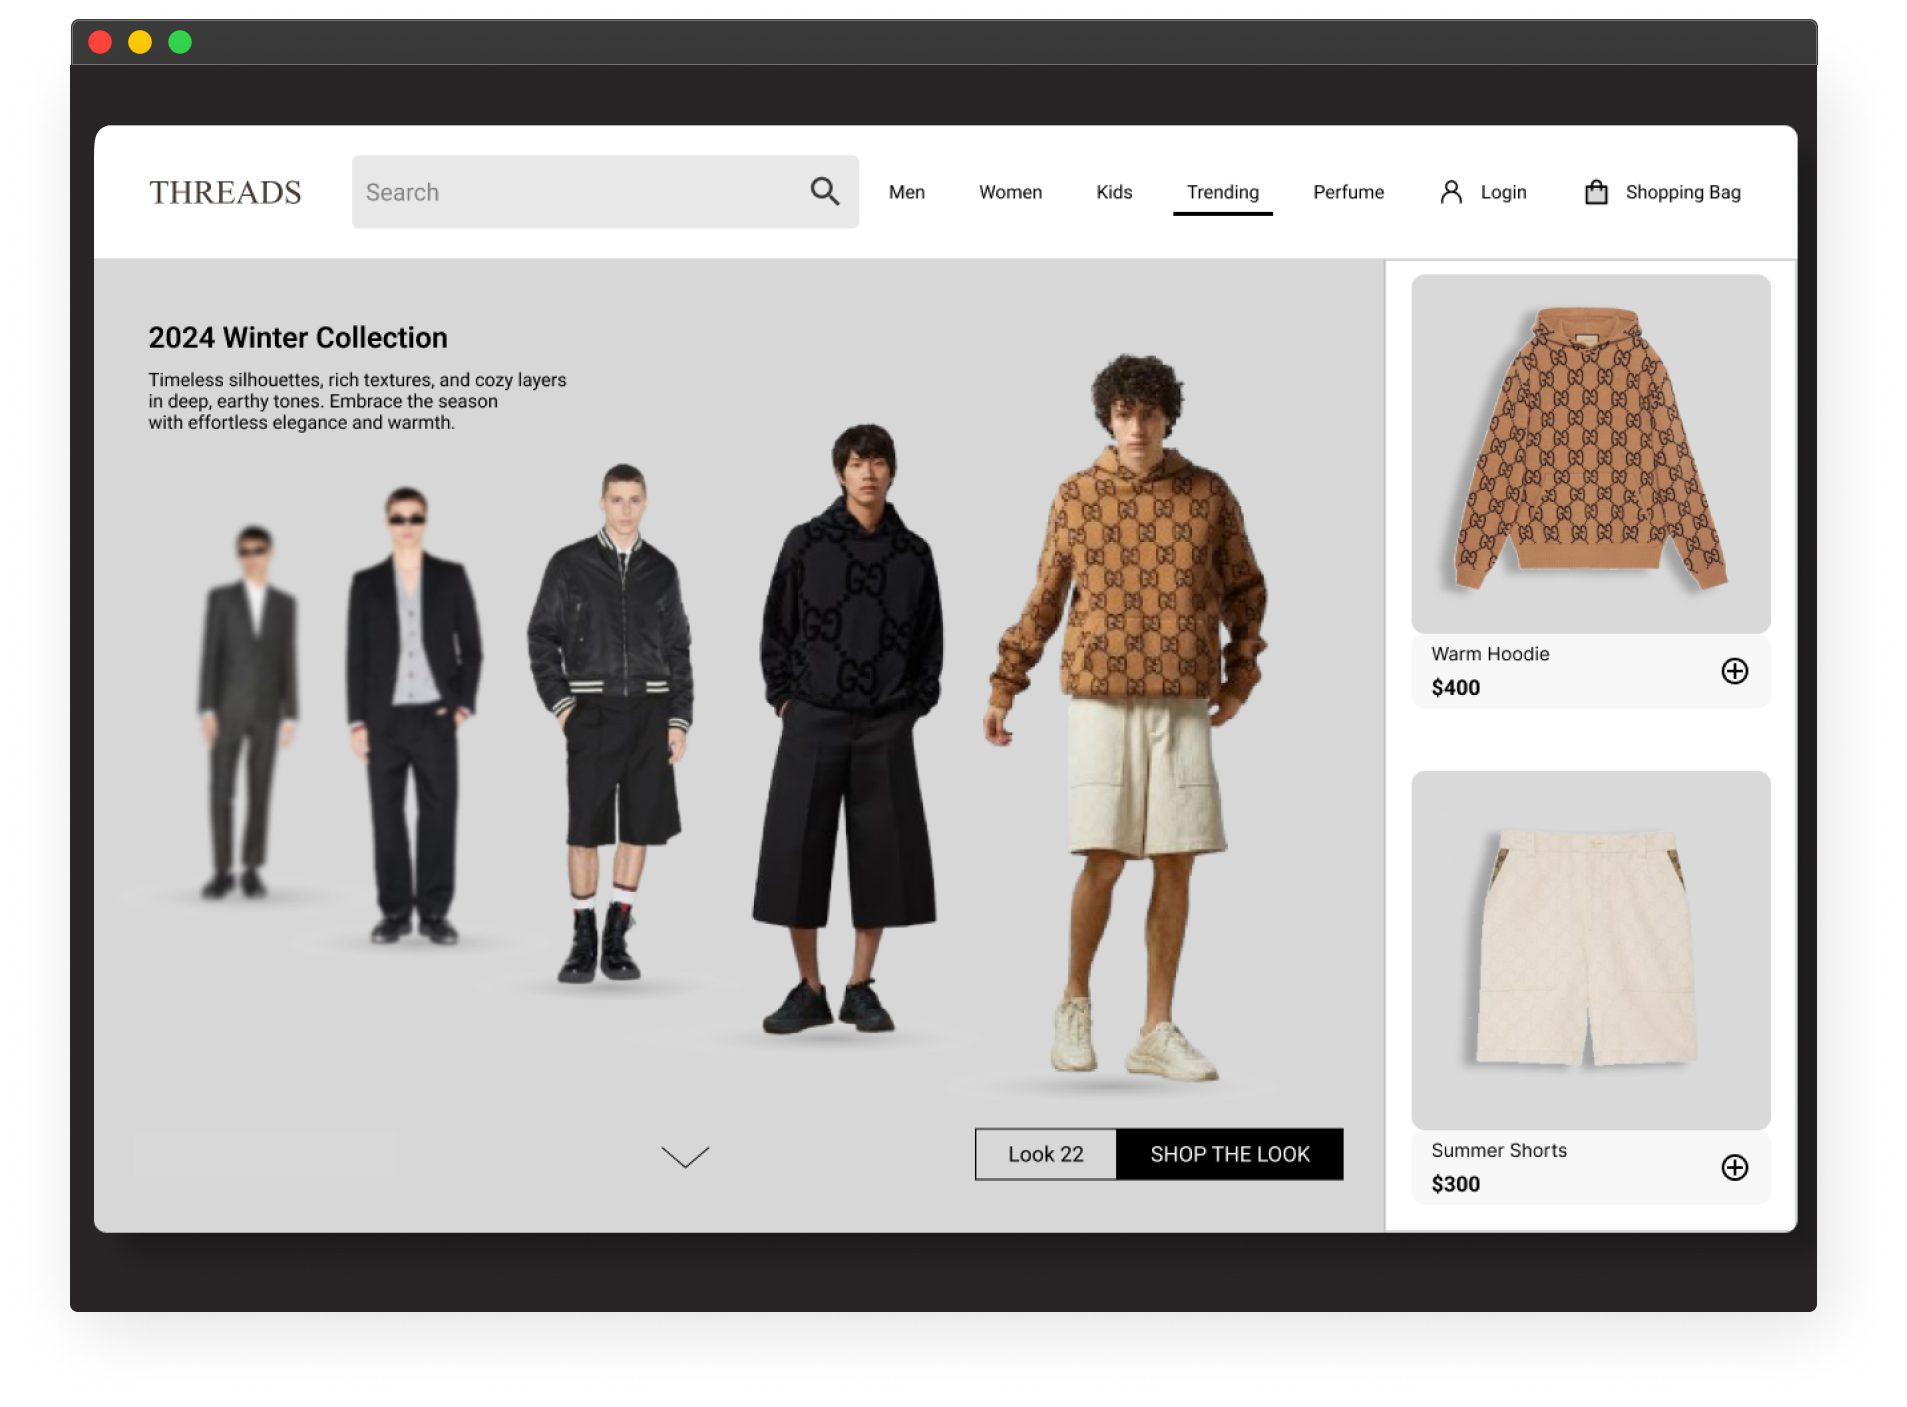 THREADS
Search
Men
Women
Kids
Trending
Perfume
Login
Shopping Bag
2024 Winter Collection
Timeless silhouettes, rich textures, and cozy layers
in deep, earthy tones. Embrace the season
with effortless elegance and warmth.
Look 22
SHOP THE LOOK
Warm Hoodie
$400
Summer Shorts
$300